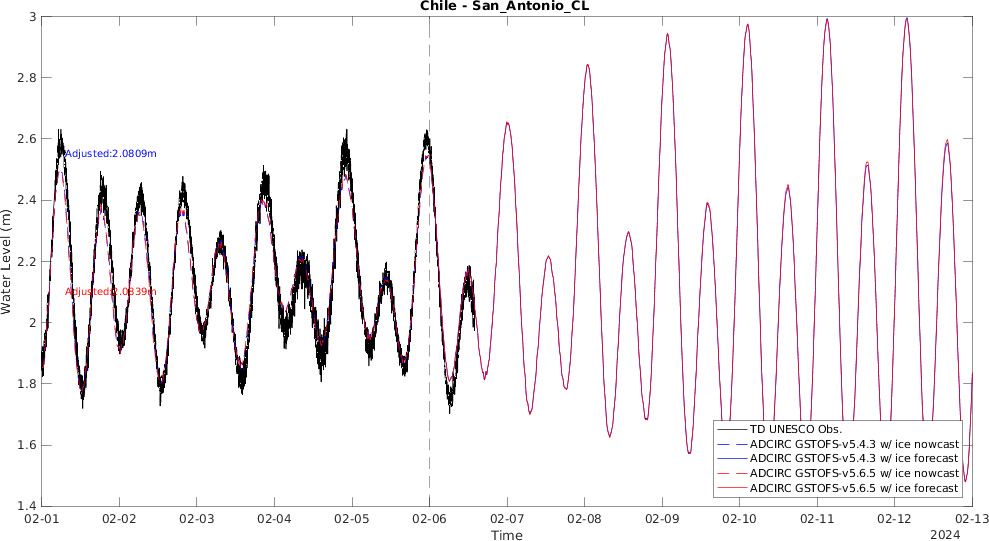 Chile - San_Antonio_CL
3
2.8
2.6
2.4
2.2
2
1.8
1.6
1.4
Water Level (m)
Adjusted:2.0809m
Adjusted:2.0339m
TD UNESCO Obs.
ADCIRC GSTOFS-v5.4.3 w/ ice nowcast
ADCIRC GSTOFS-v5.4.3 w/ ice forecast
ADCIRC GSTOFS-v5.6.5 w/ ice nowcast
ADCIRC GSTOFS-v5.6.5 w/ ice forecast
02-01 02-02 02-03 02-04 02-05 02-06 02-07 02-08 02-09 02-10 02-11 02-12 02-13
Time
2024